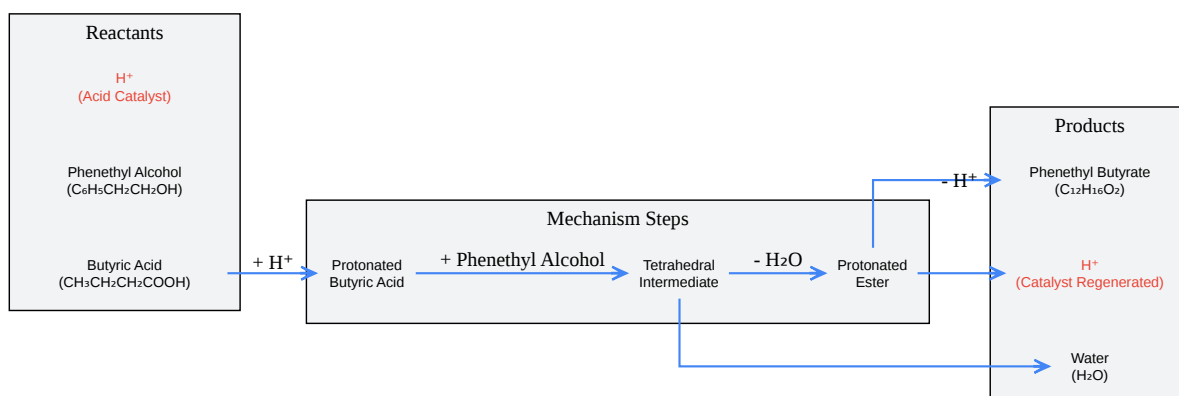 Reactants
H⁺
(Acid Catalyst)
Phenethyl Alcohol
(C₆H₅CH₂CH₂OH)
Butyric Acid
(CH₃CH₂CH₂COOH)
+ H⁺
Mechanism Steps
Protonated
Butyric Acid
+ Phenethyl Alcohol
Tetrahedral
Intermediate
- H₂O
Protonated
Ester
- H⁺
Products
Phenethyl Butyrate
(C₁₂H₁₆O₂)
H⁺
(Catalyst Regenerated)
Water
(H₂O)